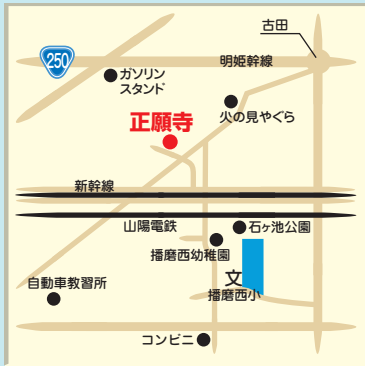 古田
250
明姫幹線
ガソリン
スタンド
火の見やぐら
正願寺
新幹線
山陽電鉄
石ヶ池公園
播磨西幼稚園
文
播磨西小
自動車教習所
コンビニ